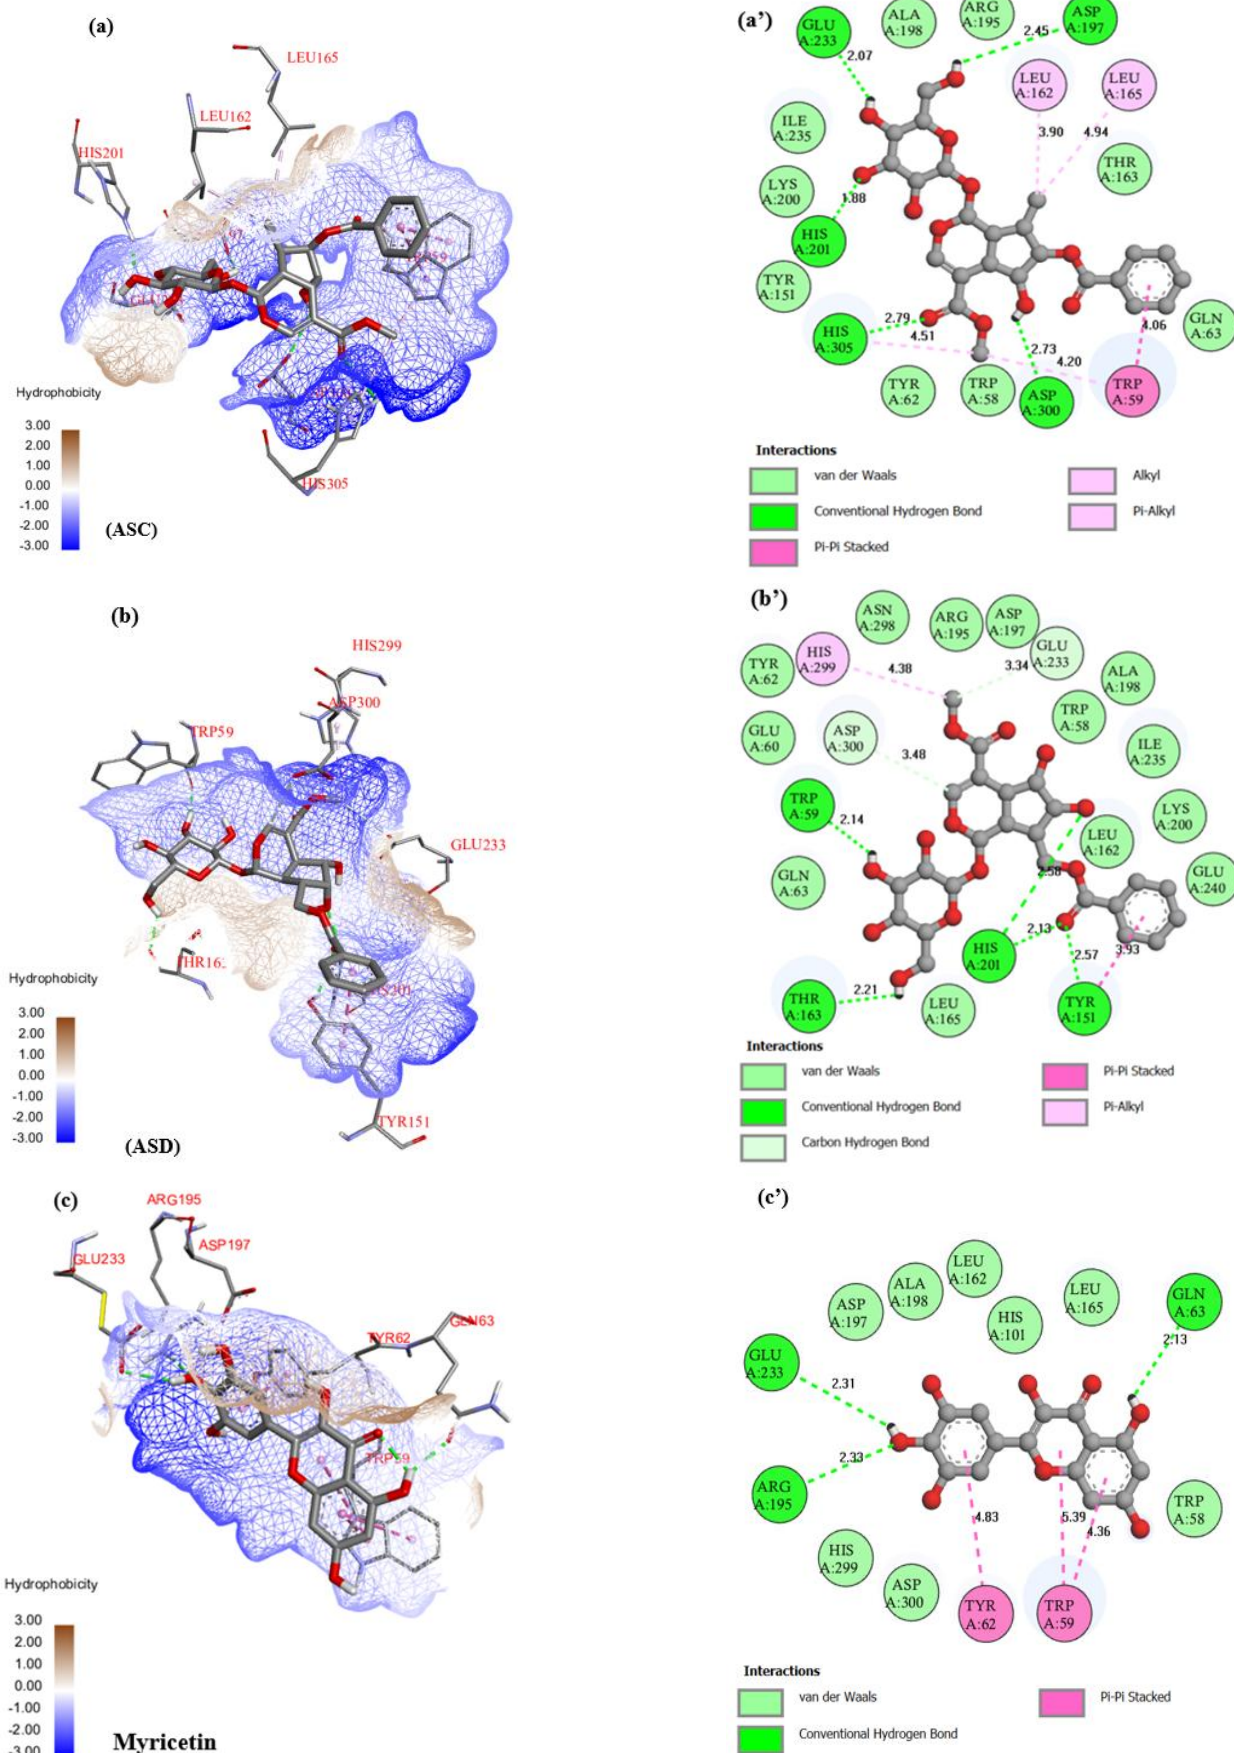 (a)
LEU165
LEU162
HIS201
HIS305
Hydrophobicity
3.00
2.00
1.00
0.00
-1.00
-2.00
-3.00
(ASC)
(a')
GLU
A:233
ALA
A:198
ARG
A:195
ASP
A:197
2.07
2.45
LEU
A:162
LEU
A:165
ILE
A:235
3.90
4.94
THR
A:163
LYS
A:200
1.88
HIS
A:201
TYR
A:151
2.79
HIS
A:305
4.51
2.73
4.20
4.06
GLN
A:63
TYR
A:62
TRP
A:58
ASP
A:300
TRP
A:59
Interactions
van der Waals
Conventional Hydrogen Bond
Pi-Pi Stacked
Alkyl
Pi-Alkyl
(b)
HIS299
ASP300
TRP59
GLU233
TYR151
Hydrophobicity
3.00
2.00
1.00
0.00
-1.00
-2.00
-3.00
(ASD)
(b')
ASN
A:298
ARG
A:195
ASP
A:197
GLU
A:233
TYR
A:62
HIS
A:299
4.38
3.34
ALA
A:198
GLU
A:60
ASP
A:300
3.48
TRP
A:58
ILE
A:235
TRP
A:59
2.14
LEU
A:162
LYS
A:200
GLN
A:63
2.58
GLU
A:240
HIS
A:201
2.13
2.57
3.93
THR
A:163
2.21
LEU
A:165
TYR
A:151
Interactions
van der Waals
Conventional Hydrogen Bond
Carbon Hydrogen Bond
Pi-Pi Stacked
Pi-Alkyl
(c)
ARG195
ASP197
GLU233
GLN63
TYR62
TRP59
Hydrophobicity
3.00
2.00
1.00
0.00
-1.00
-2.00
-3.00
Myricetin
(c')
ASP
A:197
ALA
A:198
LEU
A:162
HIS
A:101
LEU
A:165
GLN
A:63
2.13
GLU
A:233
2.31
2.33
ARG
A:195
4.83
5.39
4.36
TRP
A:58
HIS
A:299
ASP
A:300
TYR
A:62
TRP
A:59
Interactions
van der Waals
Conventional Hydrogen Bond
Pi-Pi Stacked